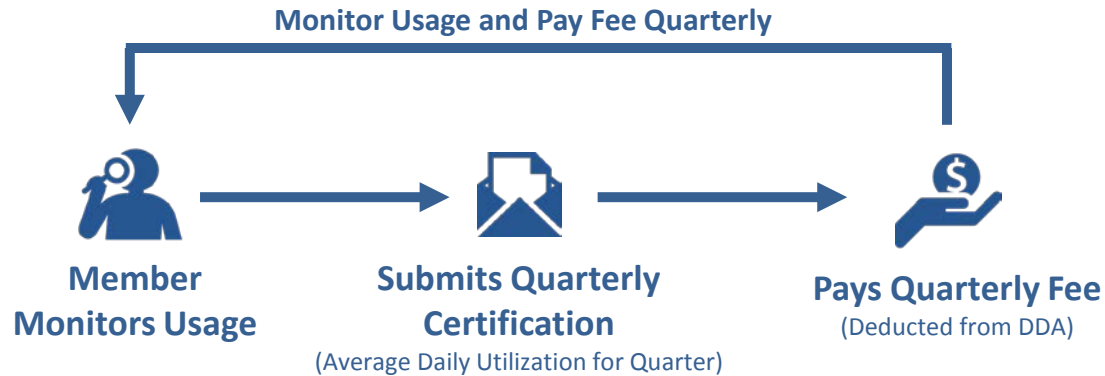 Monitor Usage and Pay Fee Quarterly
$
Member
Monitors Usage
Submits Quarterly
Certification
(Average Daily Utilization for Quarter)
Pays Quarterly Fee
(Deducted from DDA)